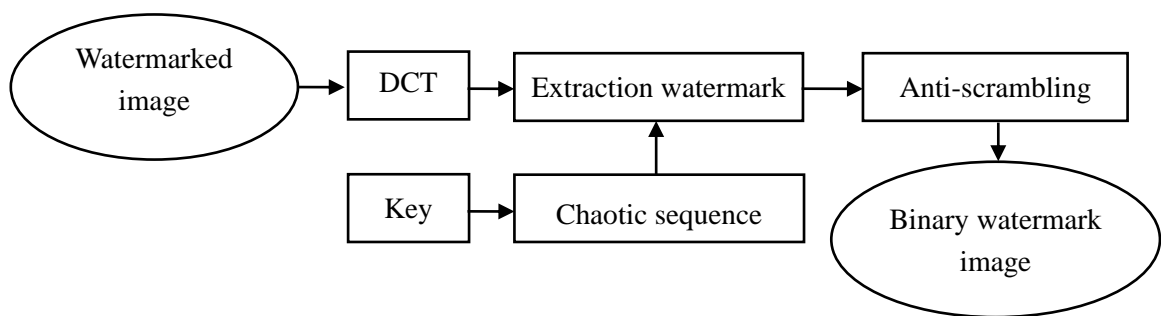 Watermarked
image
DCT
Extraction watermark
Anti-scrambling
Key
Chaotic sequence
Binary watermark
image